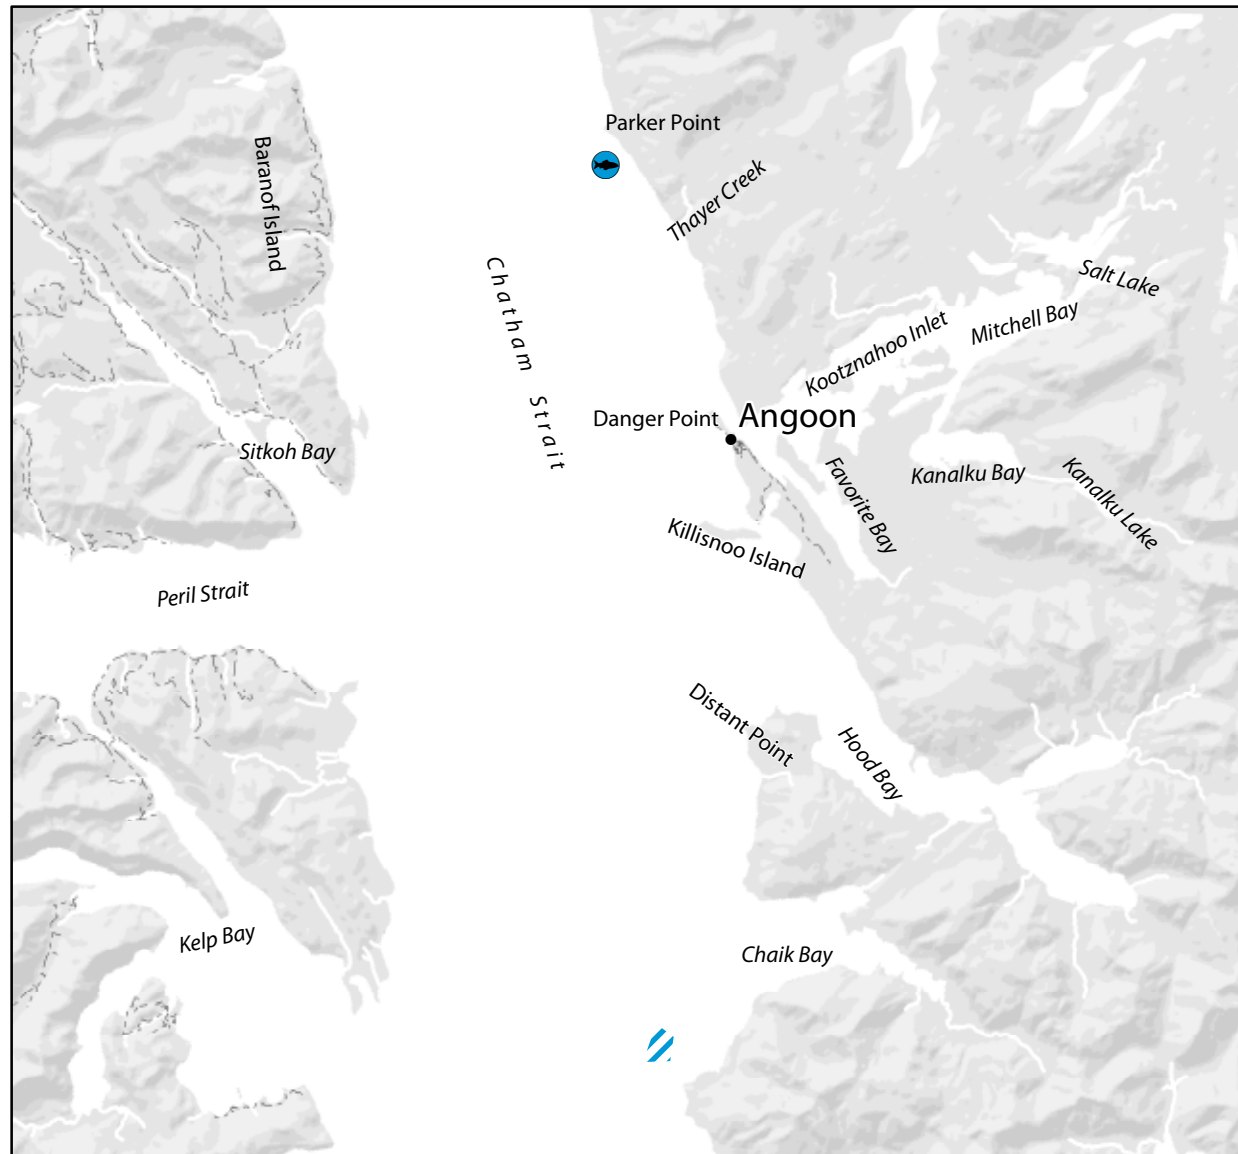 Parker Point
Baranof Island
Thayer Creek
Chatham Strait
Salt Lake
Mitchell Bay
Kootznahoo Inlet
Danger Point
Angoon
Sitkoh Bay
Kanalku Bay
Kanalku Lake
Favorite Bay
Killisnoo Island
Peril Strait
Distant Point
Hood Bay
Kelp Bay
Chaik Bay